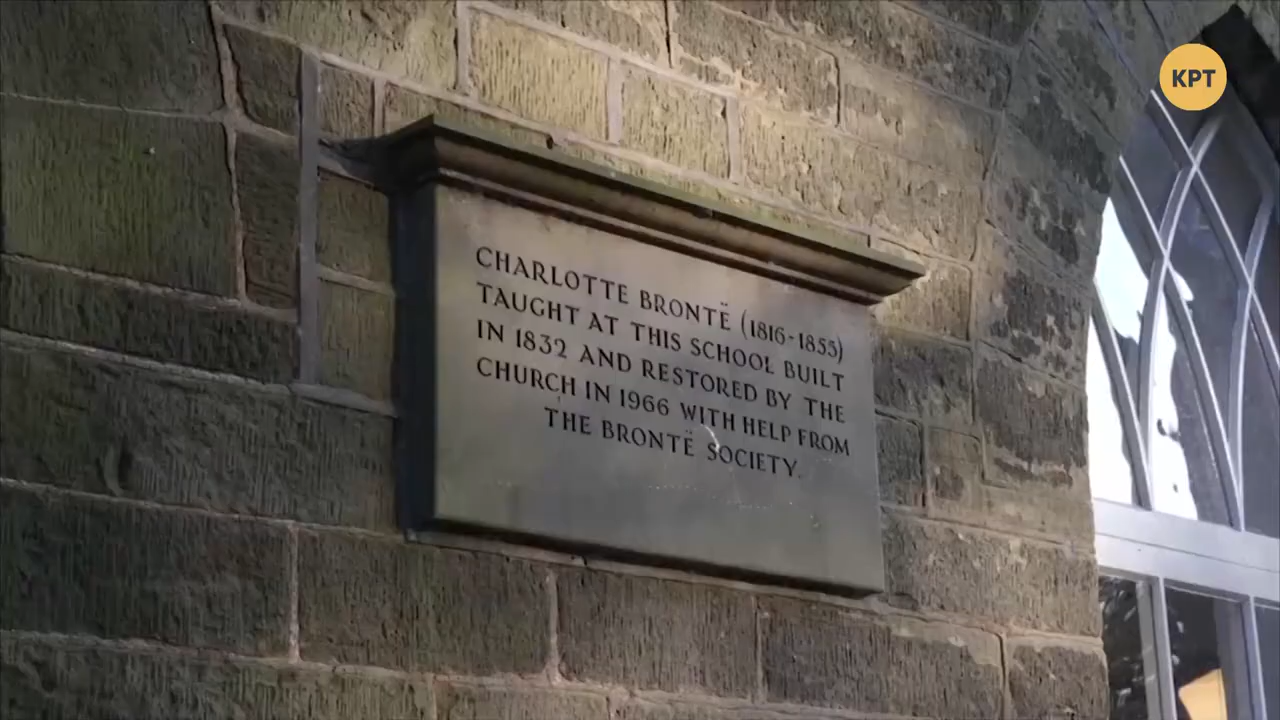 KPT
CHARLOTTE BRONTË (1816-1855)
TAUGHT AT THIS SCHOOL BUILT
IN 1832 AND RESTORED BY THE
CHURCH IN 1966 WITH HELP FROM
THE BRONTË SOCIETY.